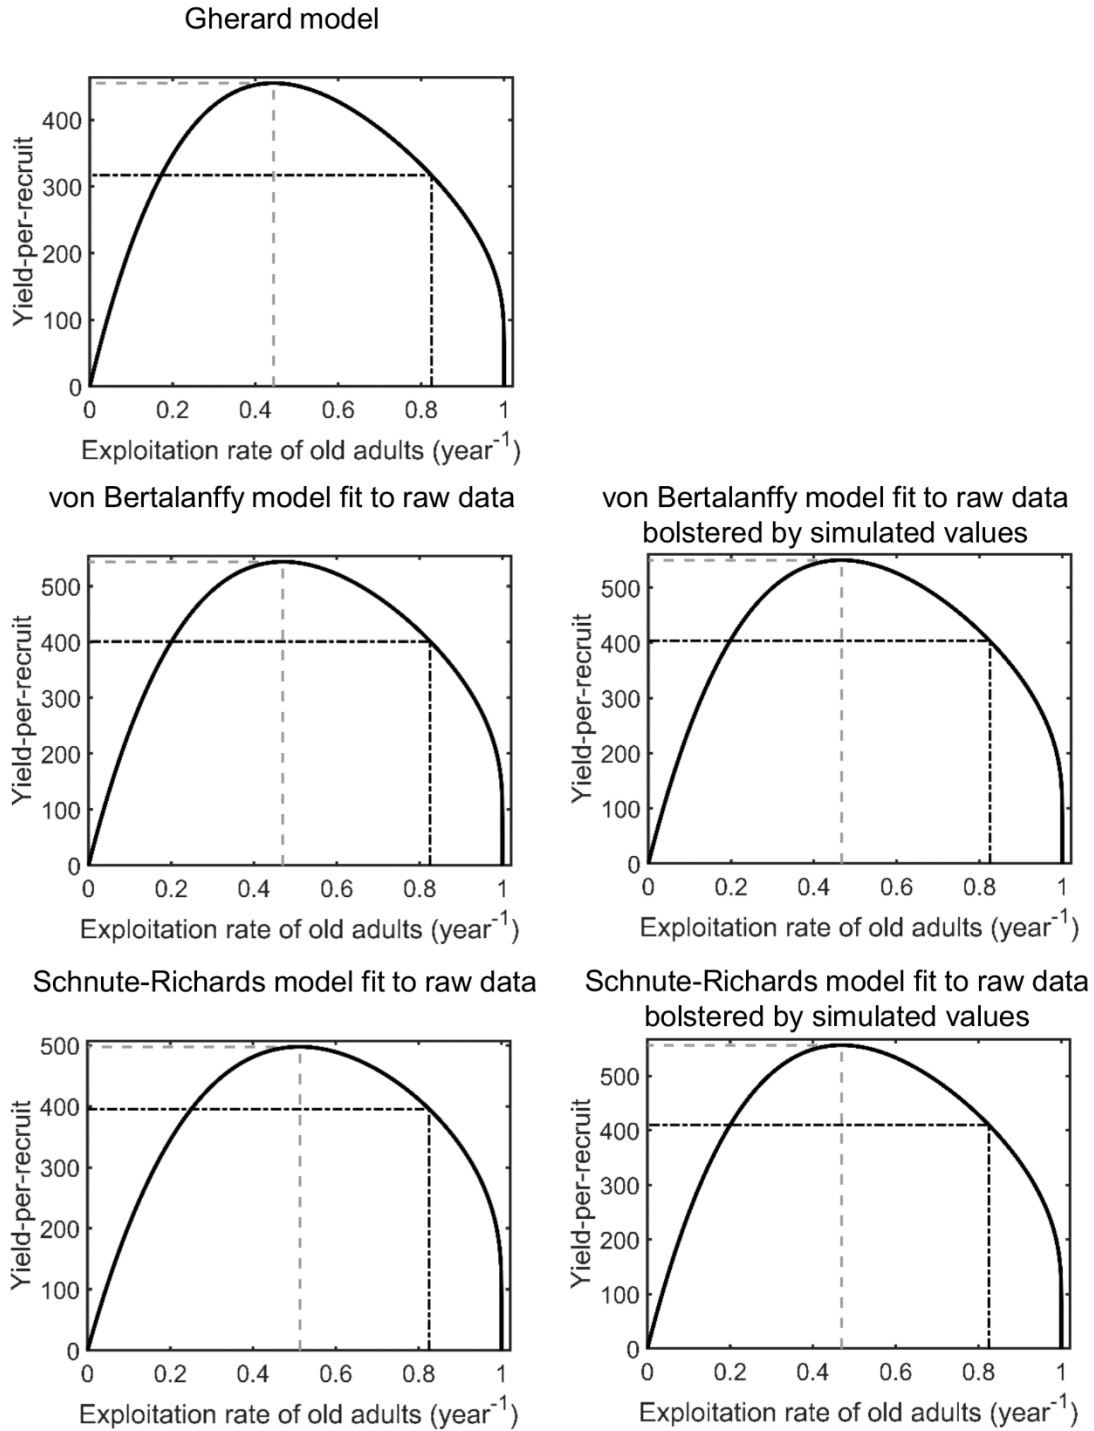 Gherard model
Yield-per-recruit
400
300
200
100
0
0 0.2 0.4 0.6 0.8 1
Exploitation rate of old adults (year-1)
von Bertalanffy model fit to raw data
Yield-per-recruit
500
400
300
200
100
0
0 0.2 0.4 0.6 0.8 1
Exploitation rate of old adults (year-1)
von Bertalanffy model fit to raw data
bolstered by simulated values
Yield-per-recruit
500
400
300
200
100
0
0 0.2 0.4 0.6 0.8 1
Exploitation rate of old adults (year-1)
Schnute-Richards model fit to raw data
Yield-per-recruit
500
400
300
200
100
0
0 0.2 0.4 0.6 0.8 1
Exploitation rate of old adults (year-1)
Schnute-Richards model fit to raw data
bolstered by simulated values
Yield-per-recruit
500
400
300
200
100
0
0 0.2 0.4 0.6 0.8 1
Exploitation rate of old adults (year-1)